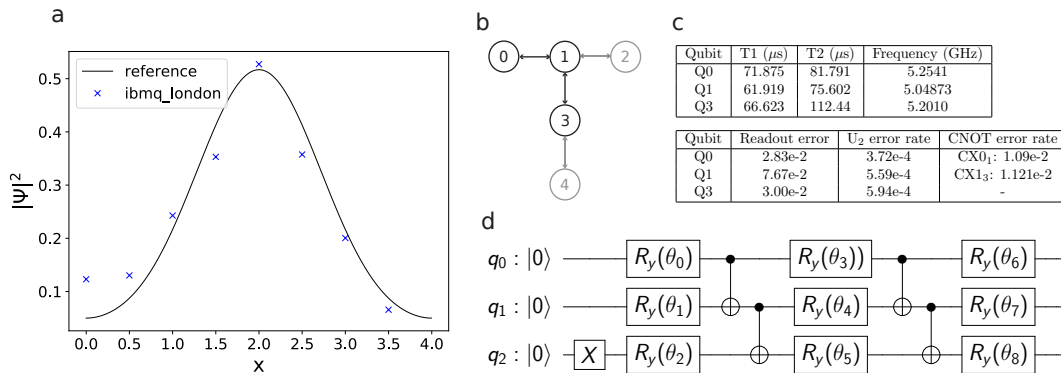 a
|Ψ|²
0.5
0.4
0.3
0.2
0.1
reference
ibmq_london
0.0 0.5 1.0 1.5 2.0 2.5 3.0 3.5 4.0
x
b
0 1 2
3
4
c
Qubit T1 (μs) T2 (μs) Frequency (GHz)
Q0 71.875 81.791 5.2541
Q1 61.919 75.602 5.04873
Q3 66.623 112.44 5.2010
Qubit Readout error U₂ error rate CNOT error rate
Q0 2.83e-2 3.72e-4 CX0₁: 1.09e-2
Q1 7.67e-2 5.59e-4 CX1₃: 1.121e-2
Q3 3.00e-2 5.94e-4 -
d
q₀ : |0⟩ R_y(θ₀) R_y(θ₃)) R_y(θ₆)
q₁ : |0⟩ R_y(θ₁) R_y(θ₄) R_y(θ₇)
q₂ : |0⟩ X R_y(θ₂) R_y(θ₅) R_y(θ₈)